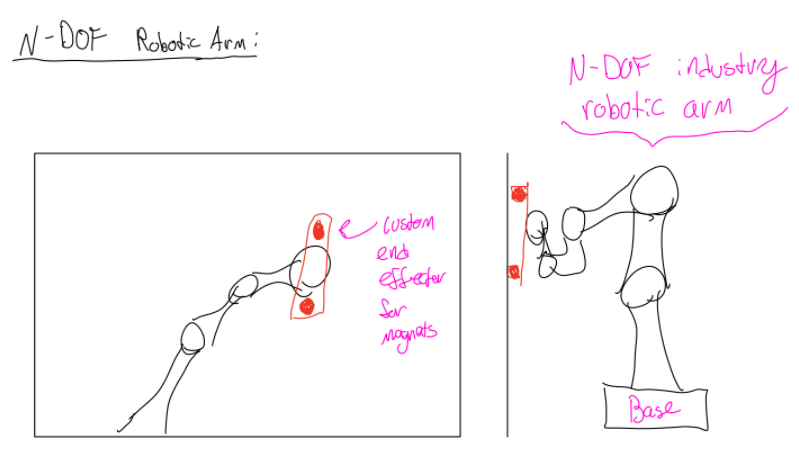 N-DOF Robotic Arm:
N-DOF industry
robotic arm
custom
end
effector
for
magnets
Base